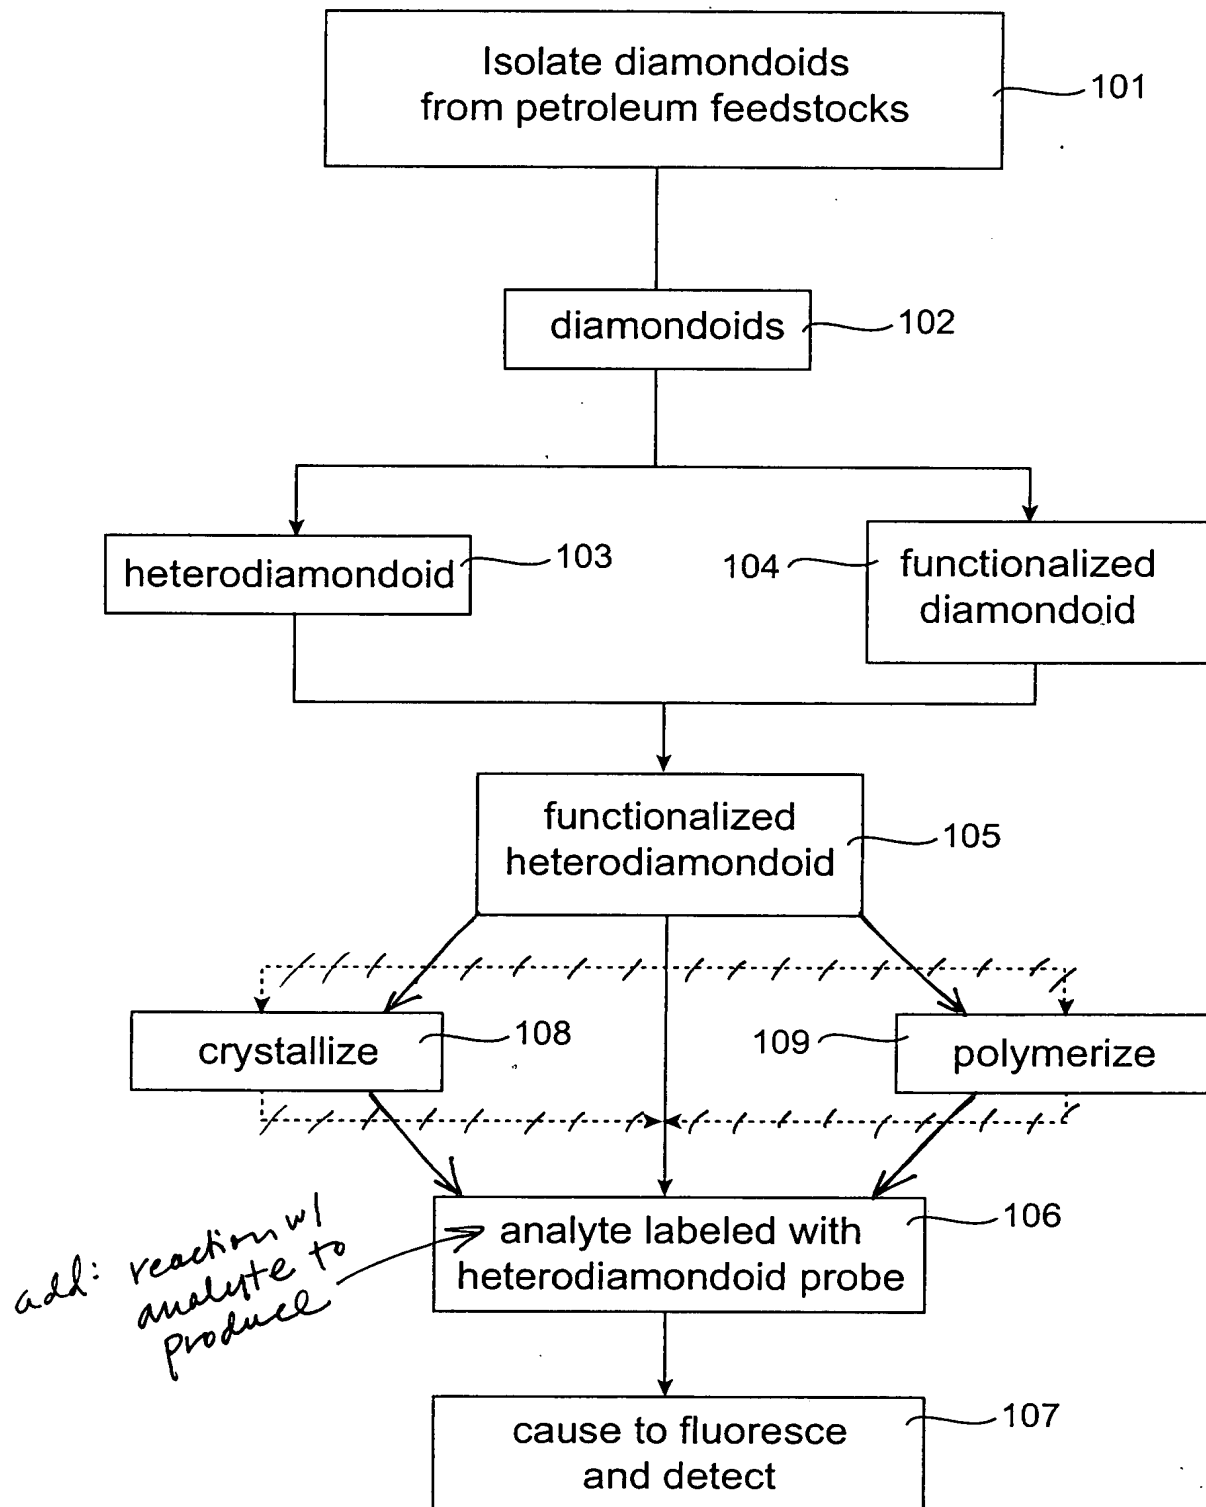 Isolate diamondoids
from petroleum feedstocks
101
diamondoids
102
heterodiamondoid
103
104
functionalized
diamondoid
functionalized
heterodiamondoid
105
crystallize
108
109
polymerize
add: reaction w/
analyte to
produce
analyte labeled with
heterodiamondoid probe
106
cause to fluoresce
and detect
107